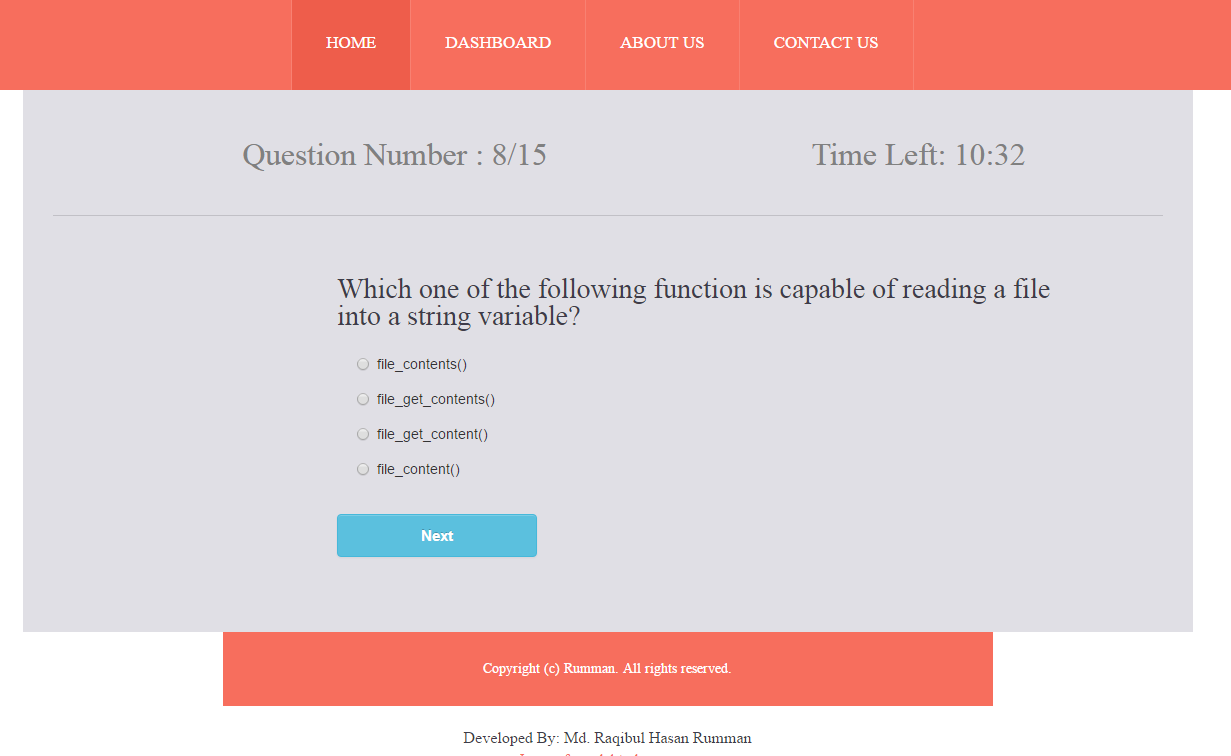 HOME DASHBOARD ABOUT US CONTACT US
Question Number : 8/15 Time Left: 10:32
Which one of the following function is capable of reading a file
into a string variable?
file_contents()
file_get_contents()
file_get_content()
file_content()
Next
Copyright (c) Rumman. All rights reserved.
Developed By: Md. Raqibul Hasan Rumman